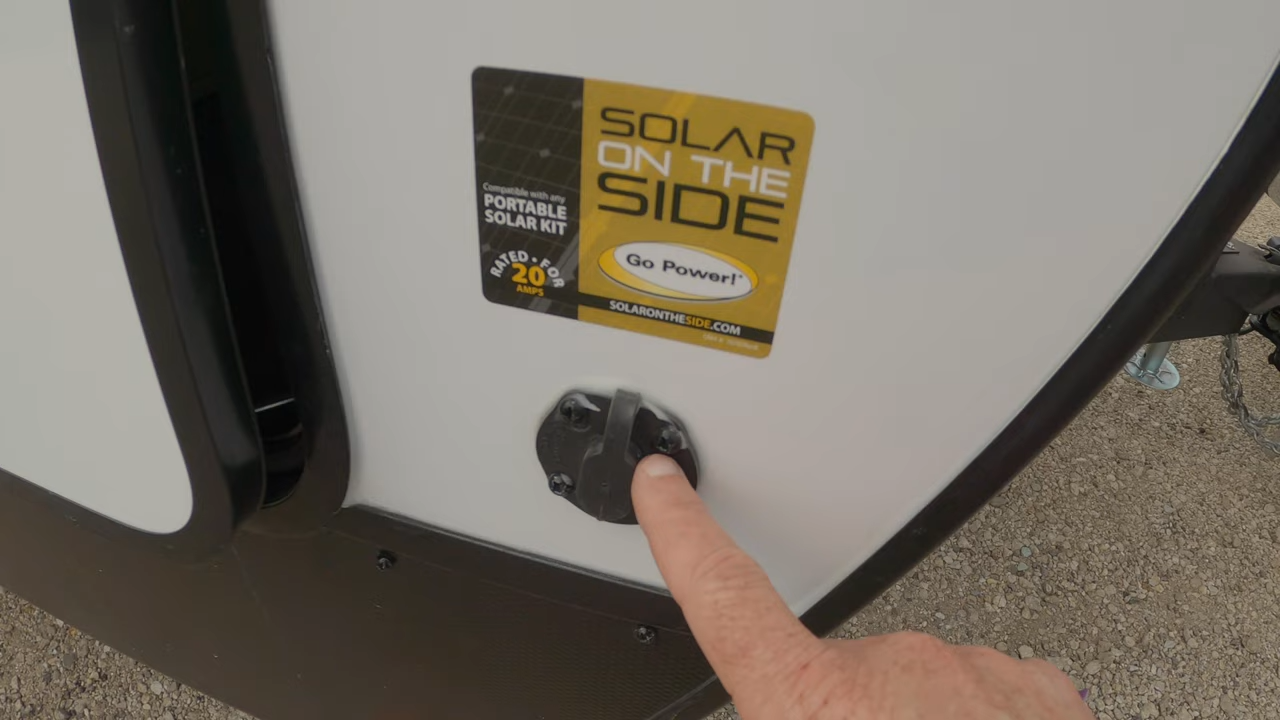 SOLAR
ON THE
SIDE
Compatible with any
PORTABLE
SOLAR KIT
RATED • FOR
20
AMPS
Go Power!
SOLARONTHESIDE.COM